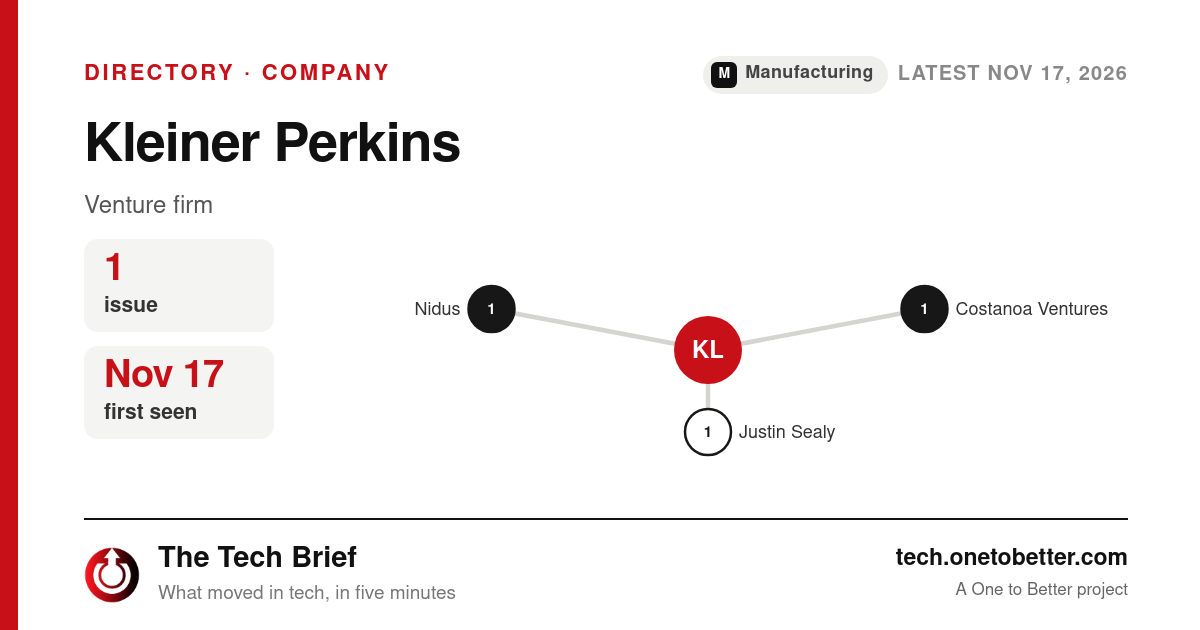 DIRECTORY · COMPANY
M Manufacturing
LATEST NOV 17, 2026
Kleiner Perkins
Venture firm
1
issue
Nov 17
first seen
Nidus
1
KL
1
Costanoa Ventures
1
Justin Sealy
The Tech Brief
What moved in tech, in five minutes
tech.onetobetter.com
A One to Better project